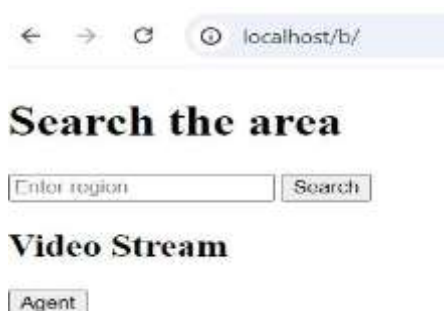 localhost/b/
Search the area
Enter region Search
Video Stream
Agent